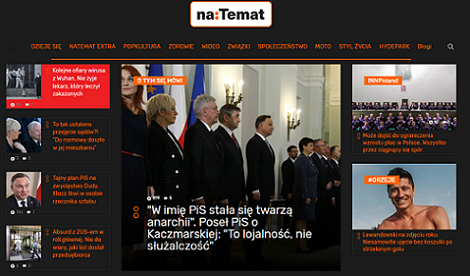 na:Temat
DZIEJE SIĘ NATEMAT EXTRA POPKULTURA ZDROWIE WIDEO ZWIĄZKI SPOŁECZEŃSTWO MOTO STYL ŻYCIA HYDEPARK Blogi
Kolejne ofiary wirusa
z Wuhan. Nie żyje
lekarz, który leczył
zakażonych
To tak ustalono
przejęcie sądów?!
"Do rozmowy doszło
w jej mieszkaniu"
Tajny plan PiS na
zwycięstwo Dudy.
Klucz tkwi w osobie
rzecznika sztabu
Absurd z ZUS-em w
roli głównej. Nie do
wiary, jaki list dostał
przedsiębiorca
O TYM SIĘ MÓWI
"W imię PiS stała się twarzą
anarchii". Poseł PiS o
Kaczmarskiej: "To lojalność, nie
służalczość"
INNPoland
Może dojść do ograniczenia
wzrostu płac w Polsce. Wszystko
przez ciągnący się spór
#GRZEJE
Lewandowski na zdjęciu roku.
Niesamowite ujęcie bez koszulki po
strasznym dniu